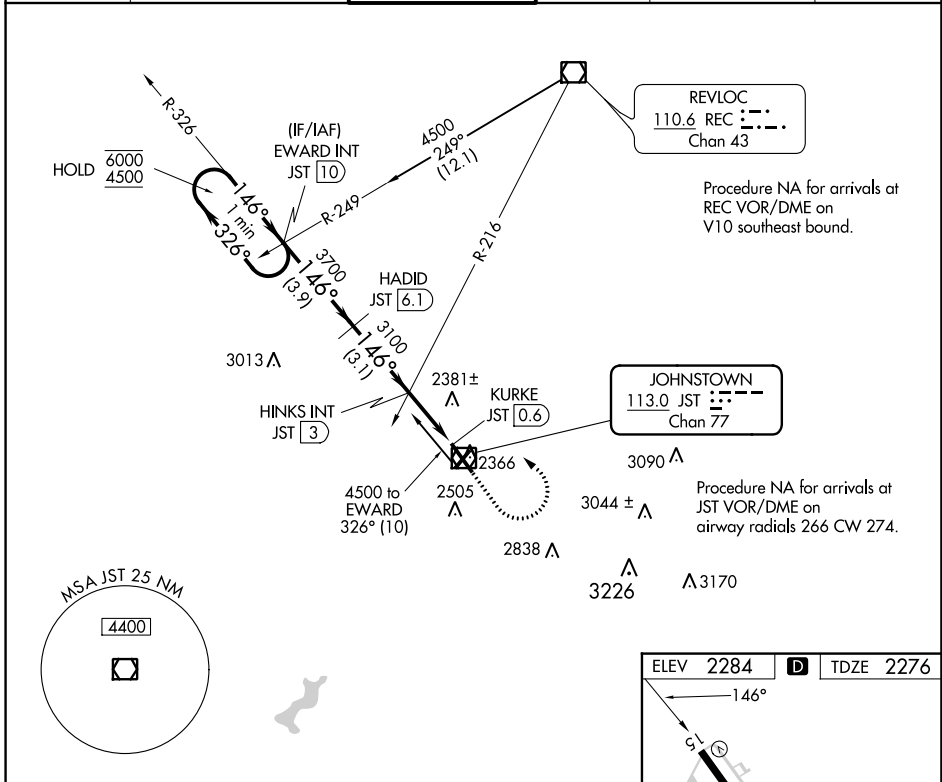 REVLOC
110.6 REC
Chan 43
Procedure NA for arrivals at
REC VOR/DME on
V10 southeast bound.
4500
249°
(12.1)
R-326
(IF/IAF)
EWARD INT
JST 10
HOLD 6000
4500
146°
1 min
326°
R-249
R-216
3700
146°
(3.9)
HADID
JST 6.1
3100
146°
(3.1)
3013
HINKS INT
JST 3
2381±
KURKE
JST 0.6
JOHNSTOWN
113.0 JST
Chan 77
2366
3090
4500 to
EWARD
326° (10)
2505
3044 ±
Procedure NA for arrivals at
JST VOR/DME on
airway radials 266 CW 274.
2838
3226
3170
MSA JST 25 NM
4400
ELEV 2284 D TDZE 2276
146°
15
V